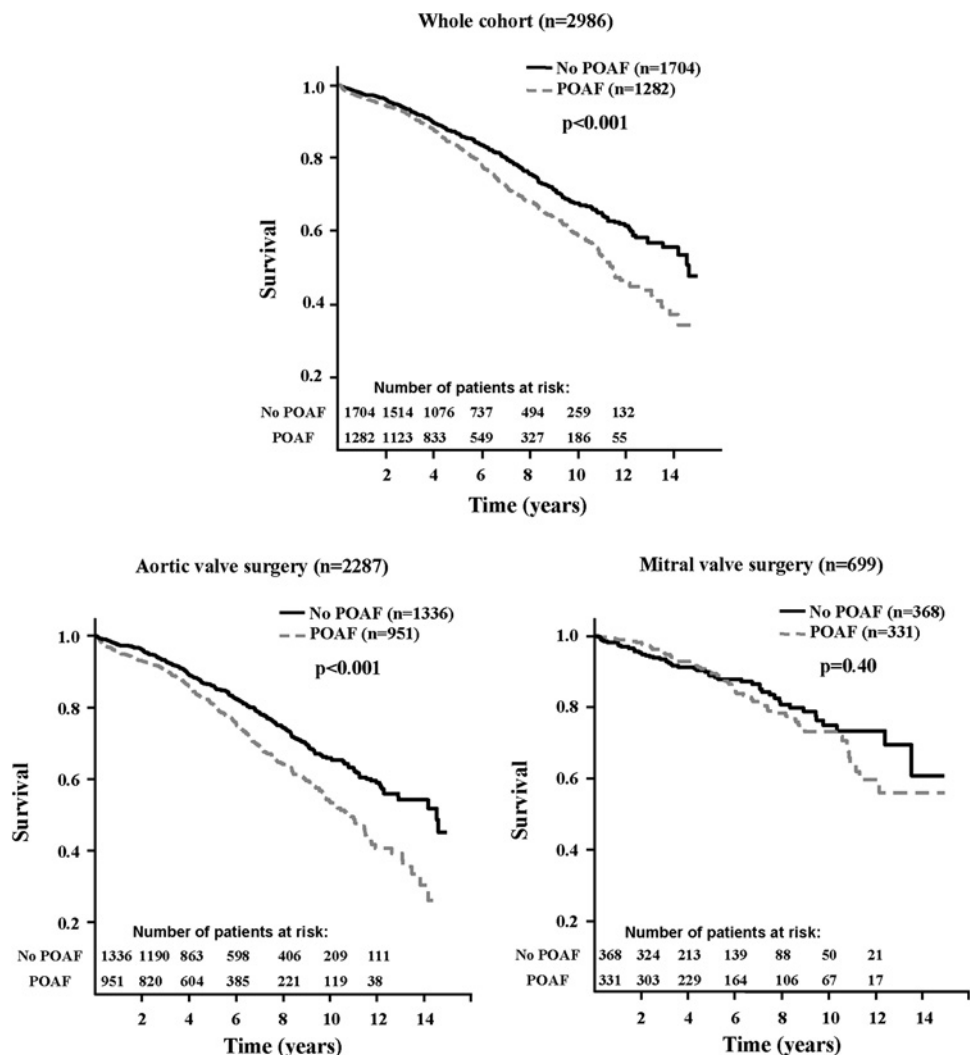 Whole cohort (n=2986)
No POAF (n=1704)
POAF (n=1282)
p<0.001
1.0
0.8
0.6
0.4
0.2
Survival
Number of patients at risk:
No POAF 1704 1514 1076 737 494 259 132
POAF 1282 1123 833 549 327 186 55
2 4 6 8 10 12 14
Time (years)
Aortic valve surgery (n=2287)
No POAF (n=1336)
POAF (n=951)
p<0.001
1.0
0.8
0.6
0.4
0.2
Survival
Number of patients at risk:
No POAF 1336 1190 863 598 406 209 111
POAF 951 820 604 385 221 119 38
2 4 6 8 10 12 14
Time (years)
Mitral valve surgery (n=699)
No POAF (n=368)
POAF (n=331)
p=0.40
1.0
0.8
0.6
0.4
0.2
Survival
Number of patients at risk:
No POAF 368 324 213 139 88 50 21
POAF 331 303 229 164 106 67 17
2 4 6 8 10 12 14
Time (years)